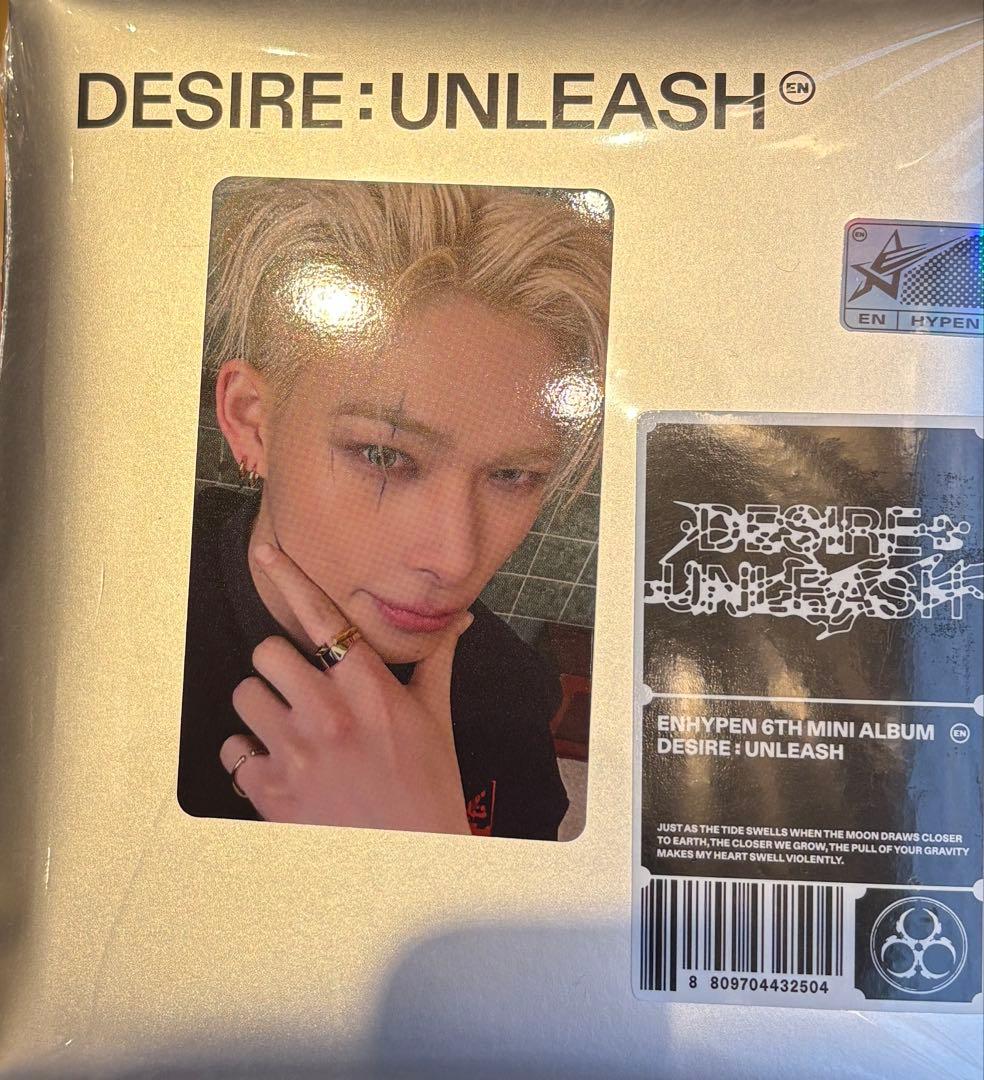 DESIRE : UNLEASH EN
EN
EN HYPEN
DESIRE :
UNLEASH
ENHYPEN 6TH MINI ALBUM EN
DESIRE : UNLEASH
JUST AS THE TIDE SWELLS WHEN THE MOON DRAWS CLOSER
TO EARTH, THE CLOSER WE GROW, THE PULL OF YOUR GRAVITY
MAKES MY HEART SWELL VIOLENTLY.
8 809704432504